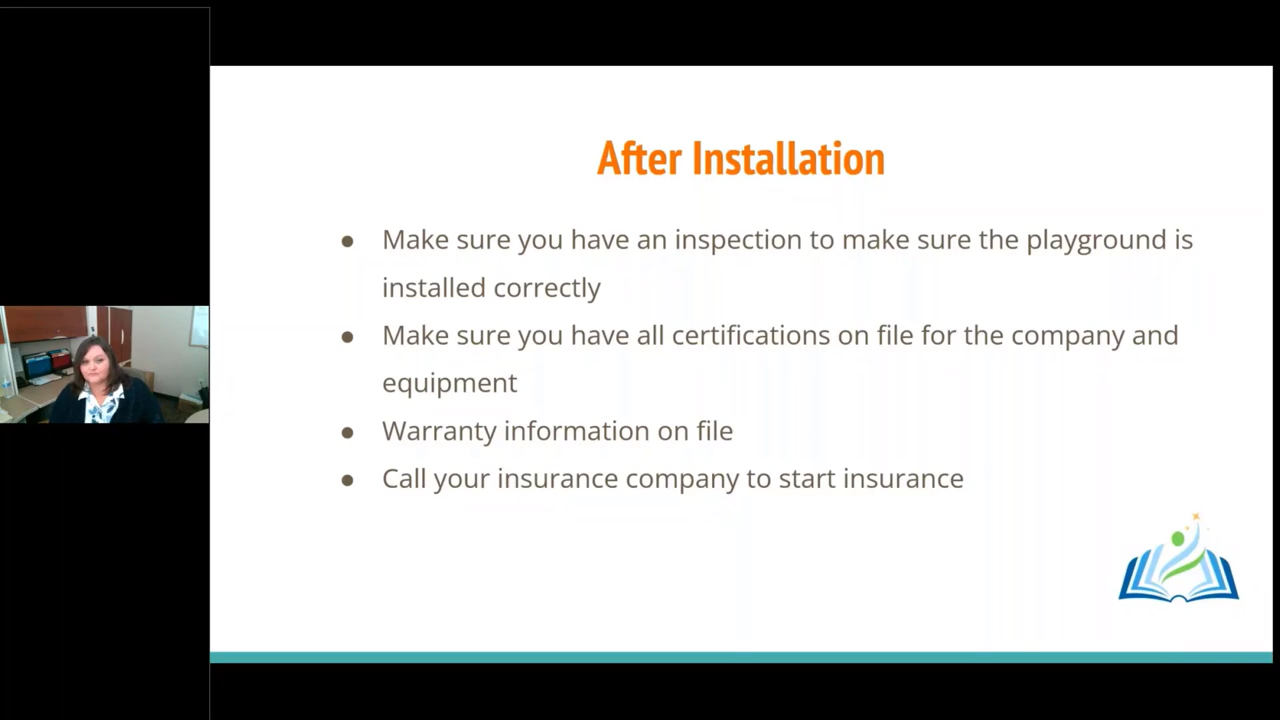 After Installation
● Make sure you have an inspection to make sure the playground is
installed correctly
● Make sure you have all certifications on file for the company and
equipment
● Warranty information on file
● Call your insurance company to start insurance